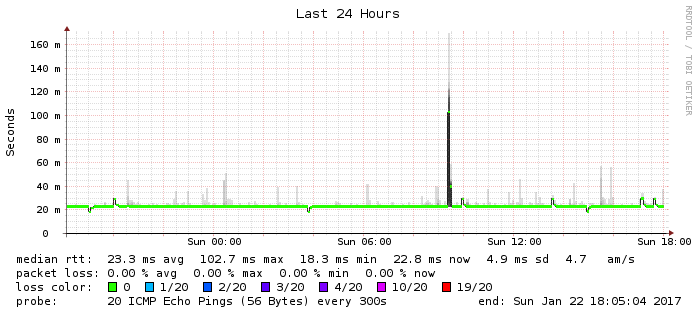 Last 24 Hours
RRDTOOL / TOBI OETIKER
Seconds
160 m
140 m
120 m
100 m
80 m
60 m
40 m
20 m
0
Sun 00:00 Sun 06:00 Sun 12:00 Sun 18:00
median rtt: 23.3 ms avg 102.7 ms max 18.3 ms min 22.8 ms now 4.9 ms sd 4.7 am/s
packet loss: 0.00 % avg 0.00 % max 0.00 % min 0.00 % now
loss color: 0 1/20 2/20 3/20 4/20 10/20 19/20
probe: 20 ICMP Echo Pings (56 Bytes) every 300s end: Sun Jan 22 18:05:04 2017